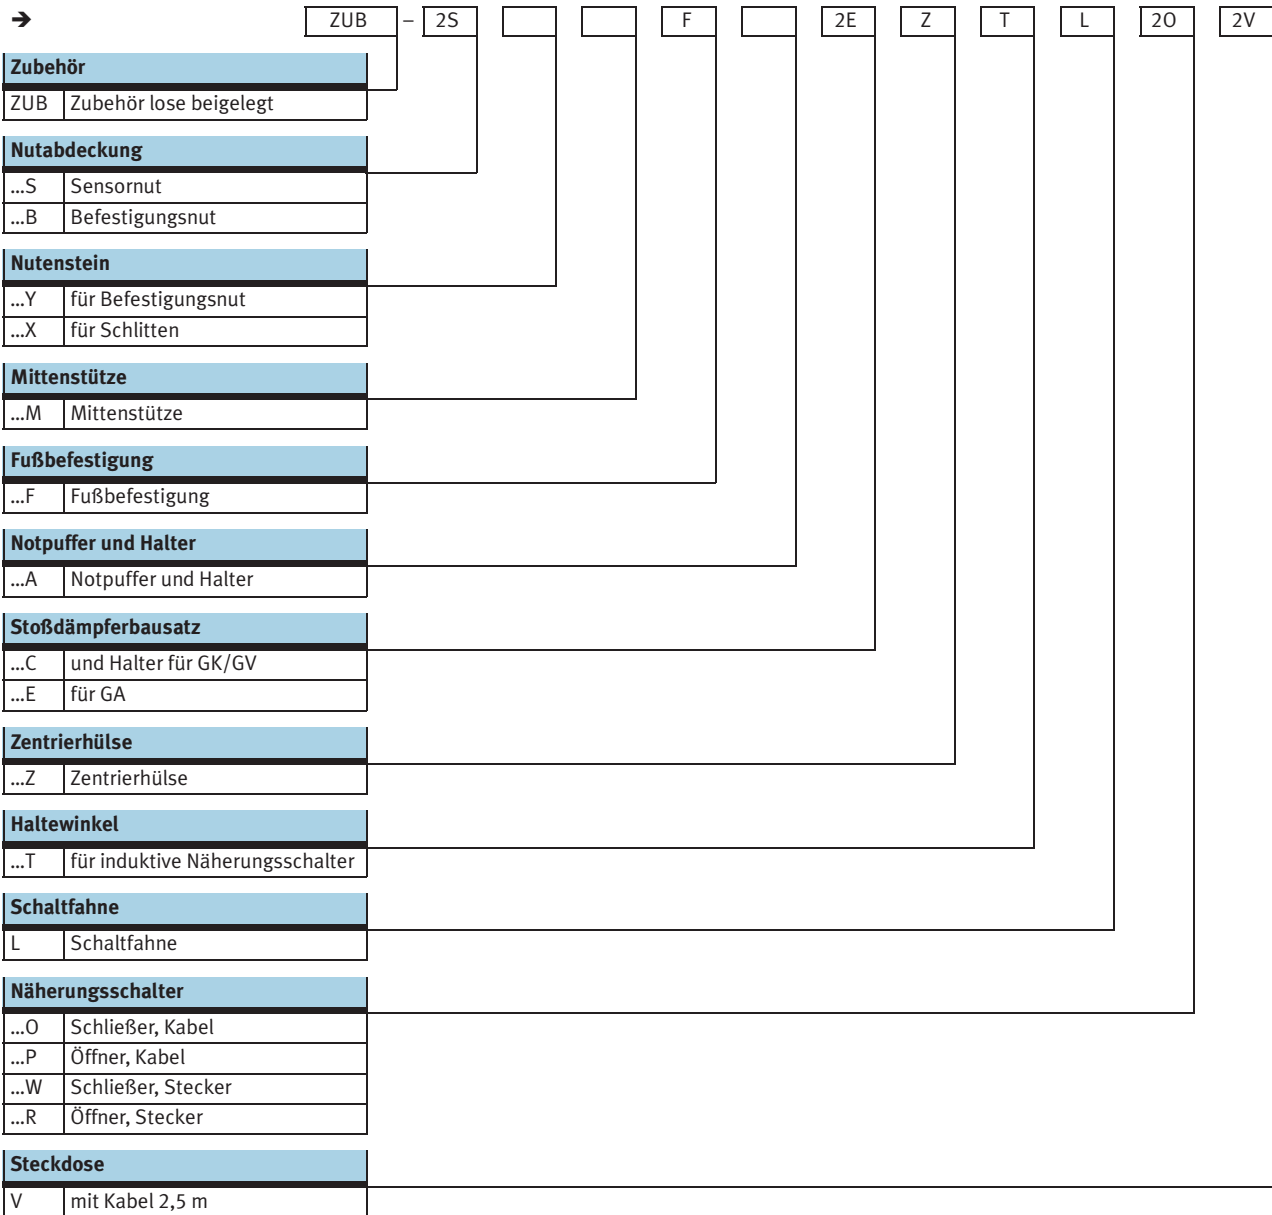 ➔ ZUB – 2S F 2E Z T L 2O 2V
Zubehör
ZUB Zubehör lose beigelegt
Nutabdeckung
...S Sensornut
...B Befestigungsnut
Nutenstein
...Y für Befestigungsnut
...X für Schlitten
Mittenstütze
...M Mittenstütze
Fußbefestigung
...F Fußbefestigung
Notpuffer und Halter
...A Notpuffer und Halter
Stoßdämpferbausatz
...C und Halter für GK/GV
...E für GA
Zentrierhülse
...Z Zentrierhülse
Haltewinkel
...T für induktive Näherungsschalter
Schaltfahne
L Schaltfahne
Näherungsschalter
...O Schließer, Kabel
...P Öffner, Kabel
...W Schließer, Stecker
...R Öffner, Stecker
Steckdose
V mit Kabel 2,5 m